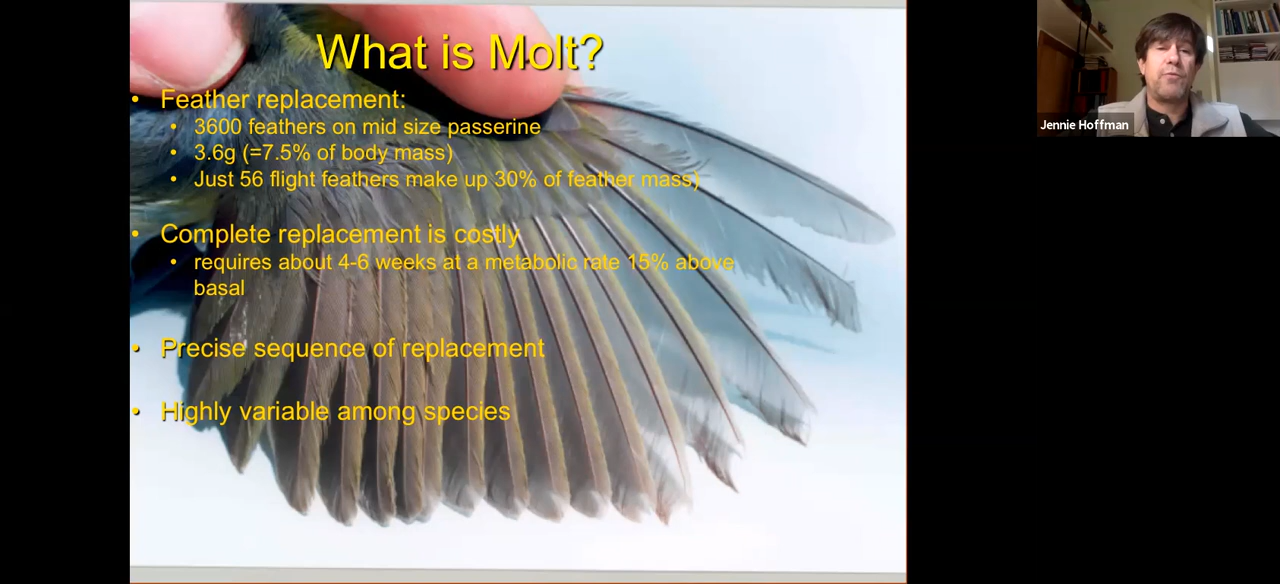 What is Molt?
• Feather replacement:
• 3600 feathers on mid size passerine
• 3.6g (=7.5% of body mass)
• Just 56 flight feathers make up 30% of feather mass)
• Complete replacement is costly
• requires about 4-6 weeks at a metabolic rate 15% above
basal
• Precise sequence of replacement
• Highly variable among species
Jennie Hoffman